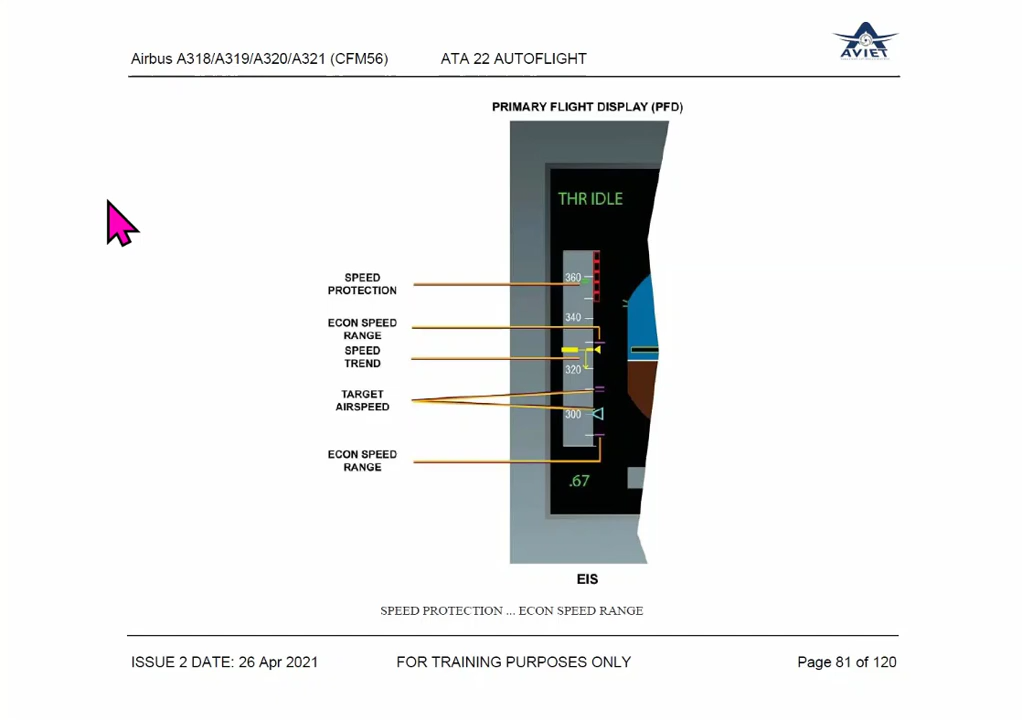 Airbus A318/A319/A320/A321 (CFM56)
ATA 22 AUTOFLIGHT
AVIET
PRIMARY FLIGHT DISPLAY (PFD)
THR IDLE
SPEED
PROTECTION
360
340
ECON SPEED
RANGE
SPEED
TREND
320
TARGET
AIRSPEED
300
ECON SPEED
RANGE
.67
EIS
SPEED PROTECTION ... ECON SPEED RANGE
ISSUE 2 DATE: 26 Apr 2021
FOR TRAINING PURPOSES ONLY
Page 81 of 120